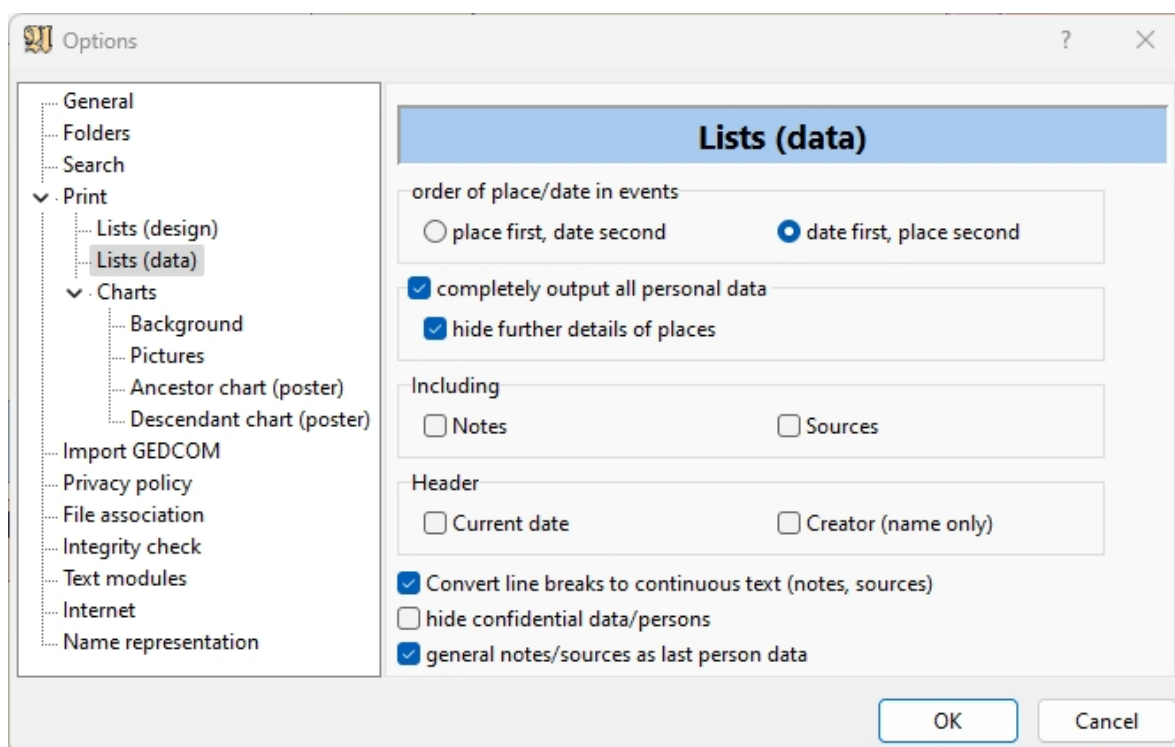 Options
?
General
Folders
Search
Print
Lists (design)
Lists (data)
Charts
Background
Pictures
Ancestor chart (poster)
Descendant chart (poster)
Import GEDCOM
Privacy policy
File association
Integrity check
Text modules
Internet
Name representation
Lists (data)
order of place/date in events
place first, date second date first, place second
completely output all personal data
hide further details of places
Including
Notes Sources
Header
Current date Creator (name only)
Convert line breaks to continuous text (notes, sources)
hide confidential data/persons
general notes/sources as last person data
OK Cancel